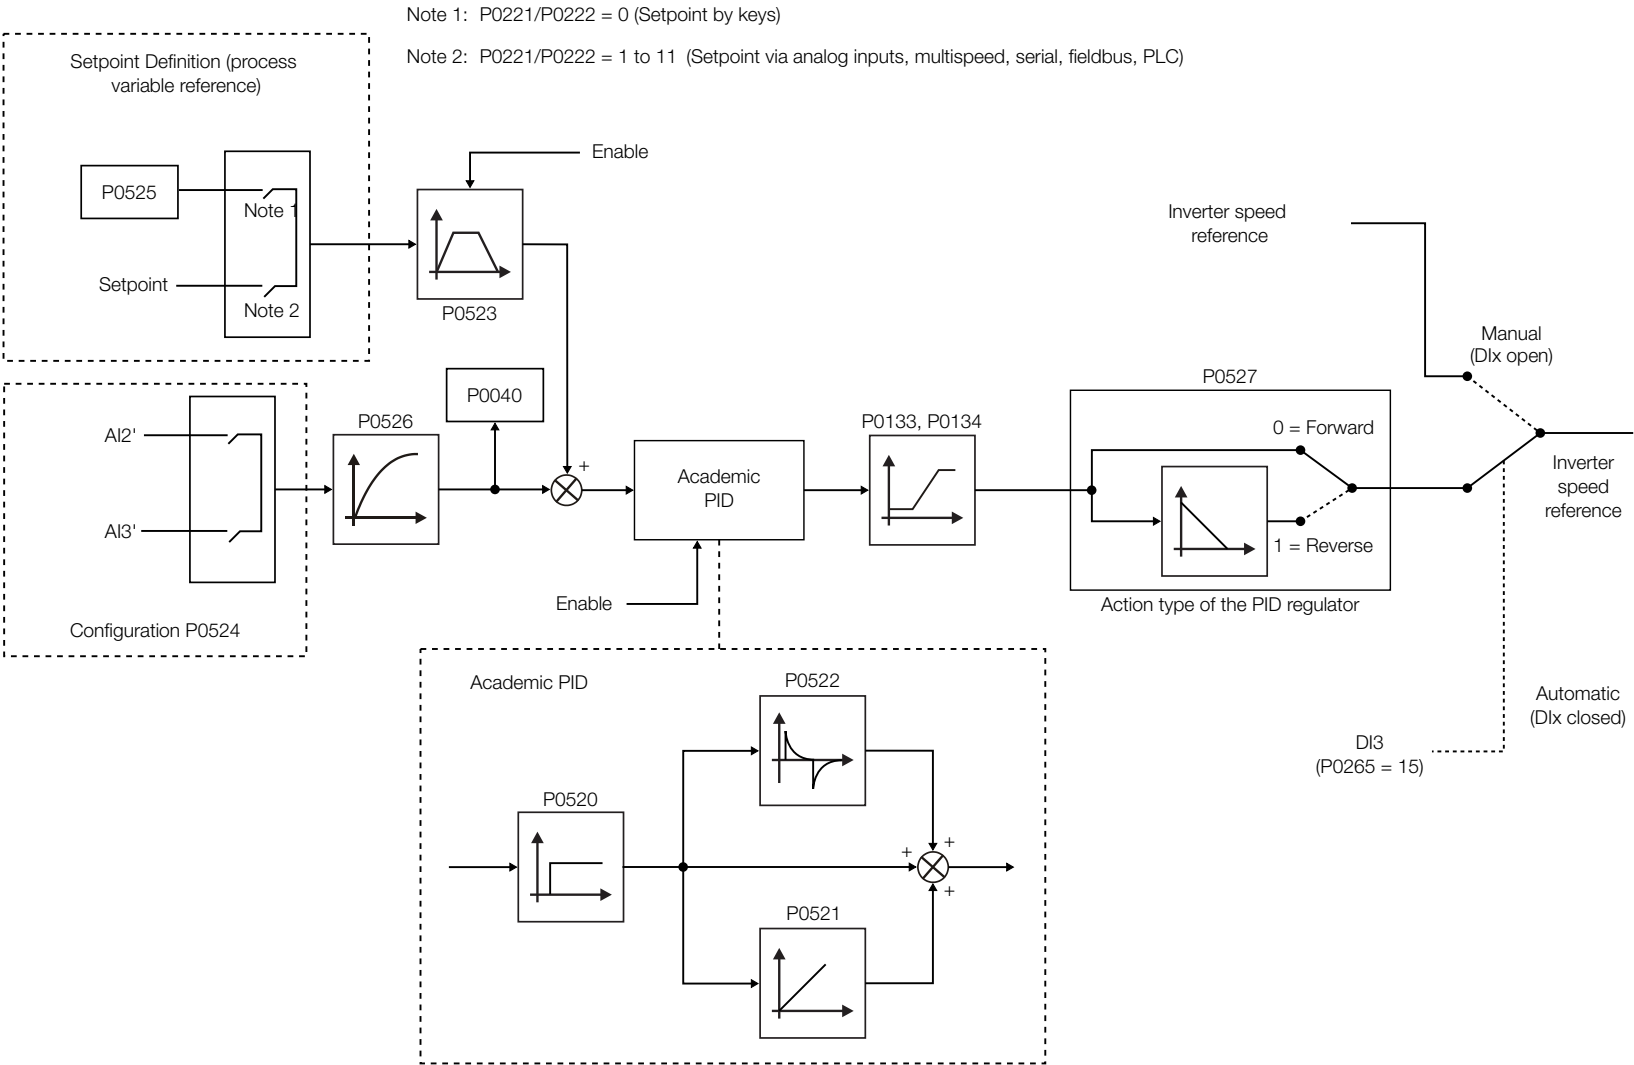 Note 1: P0221/P0222 = 0 (Setpoint by keys)
Note 2: P0221/P0222 = 1 to 11 (Setpoint via analog inputs, multispeed, serial, fieldbus, PLC)
Setpoint Definition (process
variable reference)
P0525
Note 1
Setpoint
Note 2
Enable
P0523
Inverter speed
reference
Manual
(DIx open)
P0040
P0526
AI2'
AI3'
Configuration P0524
+
Academic
PID
Enable
P0133, P0134
P0527
0 = Forward
1 = Reverse
Action type of the PID regulator
Inverter
speed
reference
Automatic
(DIx closed)
DI3
(P0265 = 15)
Academic PID
P0522
P0520
+
+
+
P0521